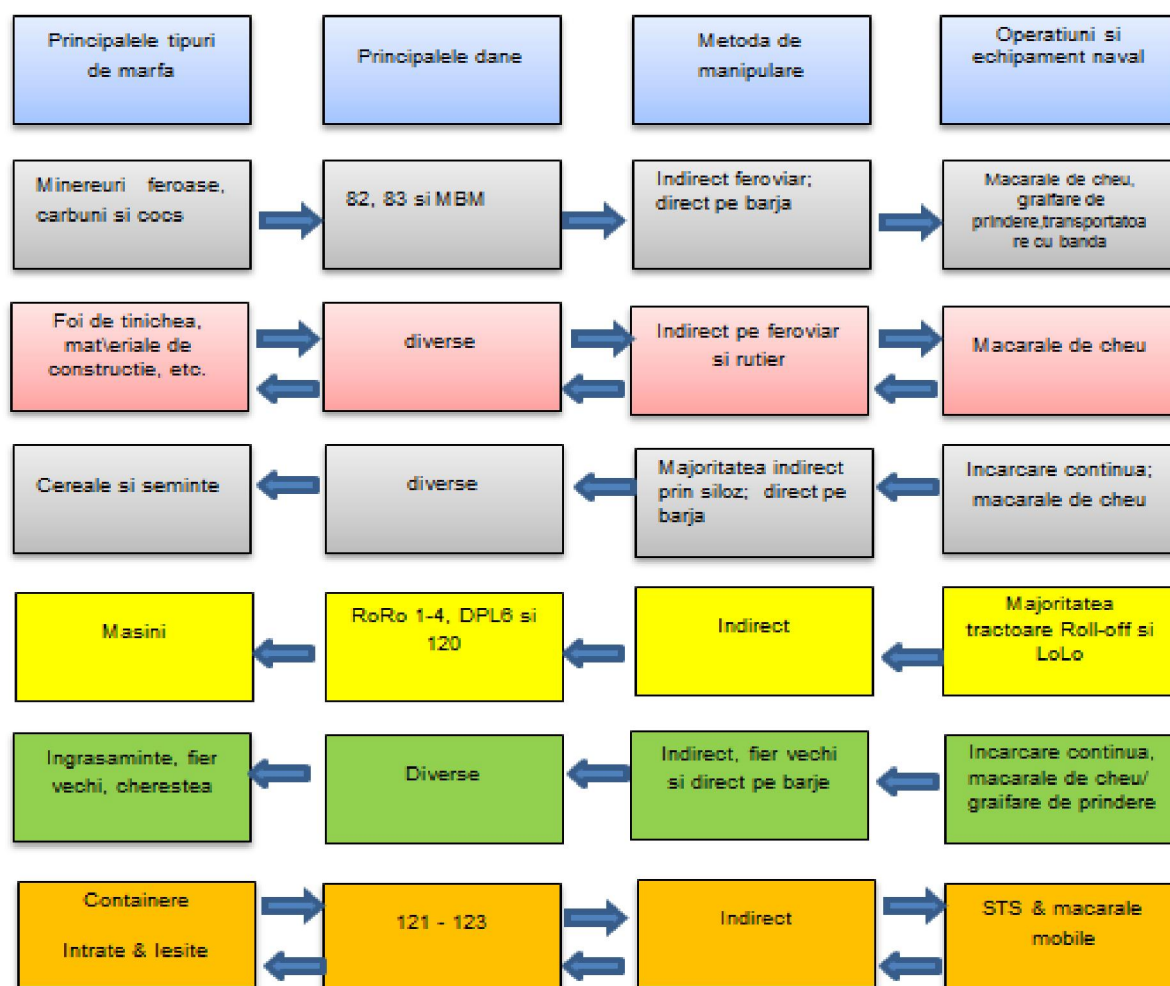 Principalele tipuri
de marfa
Principalele dane
Metoda de
manipulare
Operatiuni si
echipament naval
Minereuri feroase,
carbuni si cocs
82, 83 si MBM
Indirect feroviar;
direct pe barja
Macarale de cheu,
graifare de
prindere,transportatoa
re cu banda
Foi de tinichea,
mat\eriale de
constructie, etc.
diverse
Indirect pe feroviar
si rutier
Macarale de cheu
Cereale si seminte
diverse
Majoritatea indirect
prin siloz; direct pe
barja
Incarcare continua;
macarale de cheu
Masini
RoRo 1-4, DPL6 si
120
Indirect
Majoritatea
tractoare Roll-off si
LoLo
Ingrasaminte, fier
vechi, cherestea
Diverse
Indirect, fier vechi
si direct pe barje
Incarcare continua,
macarale de cheu/
graifare de prindere
Containere
Intrate & Iesite
121 - 123
Indirect
STS & macarale
mobile